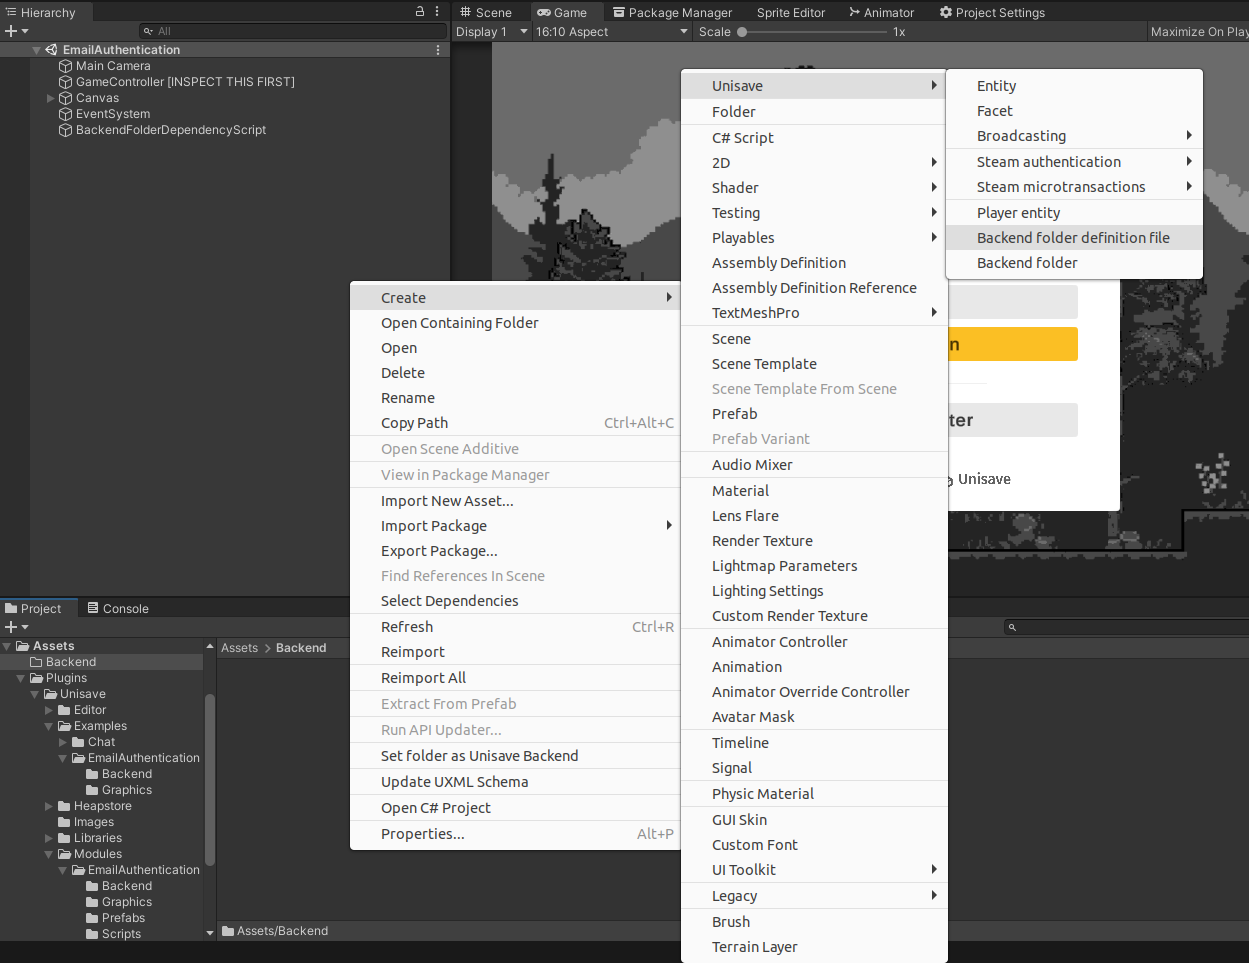 Hierarchy
All
EmailAuthentication
Main Camera
GameController [INSPECT THIS FIRST]
Canvas
EventSystem
BackendFolderDependencyScript
Scene
Game
Package Manager
Sprite Editor
Animator
Project Settings
Display 1
16:10 Aspect
Scale
1x
Maximize On Play
n
ter
Unisave
Create
Open Containing Folder
Open
Delete
Rename
Copy Path Ctrl+Alt+C
Open Scene Additive
View in Package Manager
Import New Asset...
Import Package
Export Package...
Find References In Scene
Select Dependencies
Refresh Ctrl+R
Reimport
Reimport All
Extract From Prefab
Run API Updater...
Set folder as Unisave Backend
Update UXML Schema
Open C# Project
Properties... Alt+P
Unisave
Folder
C# Script
2D
Shader
Testing
Playables
Assembly Definition
Assembly Definition Reference
TextMeshPro
Scene
Scene Template
Scene Template From Scene
Prefab
Prefab Variant
Audio Mixer
Material
Lens Flare
Render Texture
Lightmap Parameters
Lighting Settings
Custom Render Texture
Animator Controller
Animation
Animator Override Controller
Avatar Mask
Timeline
Signal
Physic Material
GUI Skin
Custom Font
UI Toolkit
Legacy
Brush
Terrain Layer
Entity
Facet
Broadcasting
Steam authentication
Steam microtransactions
Player entity
Backend folder definition file
Backend folder
Project
Console
Assets
Backend
Plugins
Unisave
Editor
Examples
Chat
EmailAuthentication
Backend
Graphics
Heapstore
Images
Libraries
Modules
EmailAuthentication
Backend
Graphics
Prefabs
Scripts
Assets > Backend
Assets/Backend